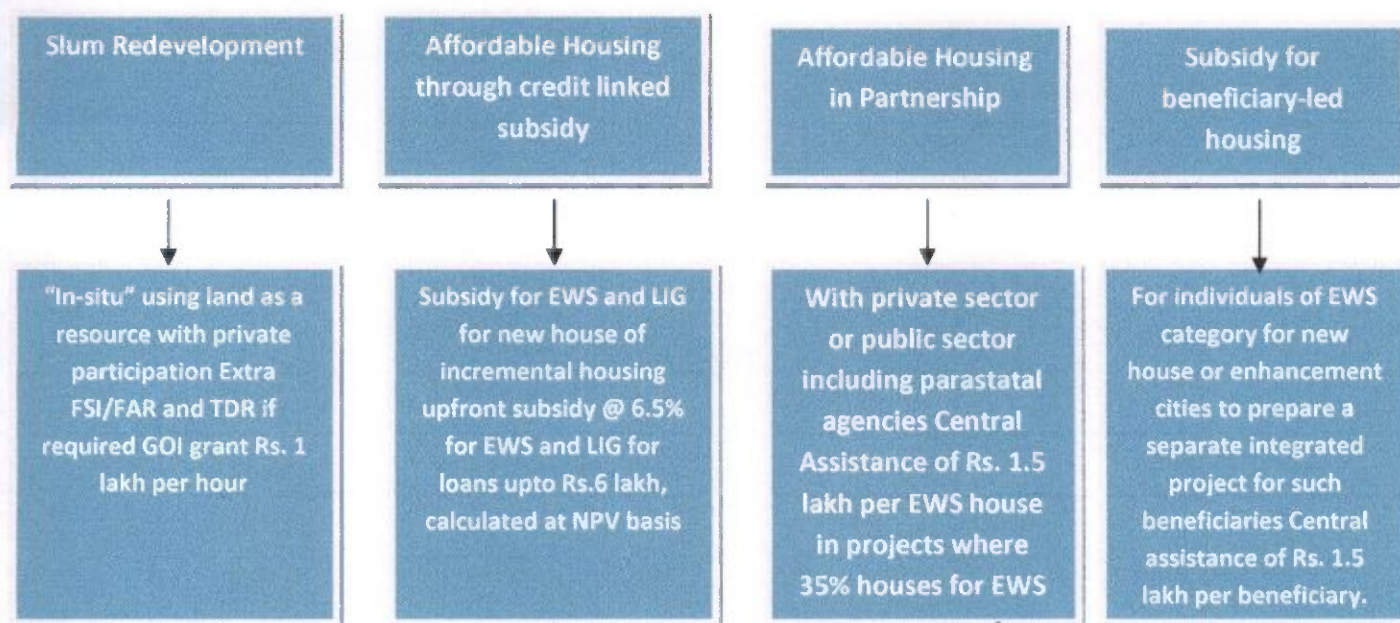 Slum Redevelopment
Affordable Housing
through credit linked
subsidy
Affordable Housing
in Partnership
Subsidy for
beneficiary-led
housing
"In-situ" using land as a
resource with private
participation Extra
FSI/FAR and TDR if
required GOI grant Rs. 1
lakh per hour
Subsidy for EWS and LIG
for new house of
incremental housing
upfront subsidy @ 6.5%
for EWS and LIG for
loans upto Rs.6 lakh,
calculated at NPV basis
With private sector
or public sector
including parastatal
agencies Central
Assistance of Rs. 1.5
lakh per EWS house
in projects where
35% houses for EWS
For individuals of EWS
category for new
house or enhancement
cities to prepare a
separate integrated
project for such
beneficiaries Central
assistance of Rs. 1.5
lakh per beneficiary.